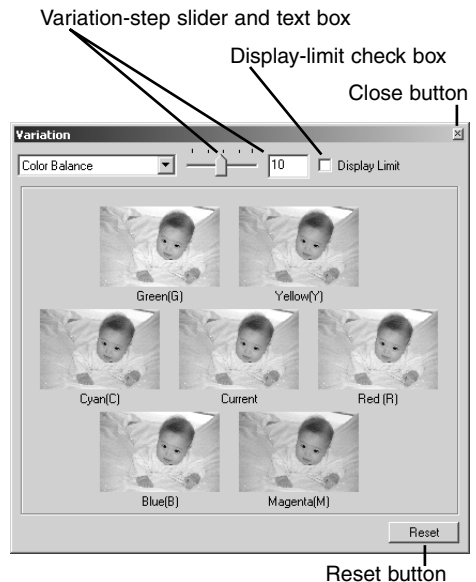 Variation-step slider and text box
Display-limit check box
Close button
Variation
Color Balance
10
Display Limit
Green(G)
Yellow(Y)
Cyan(C)
Current
Red (R)
Blue(B)
Magenta(M)
Reset
Reset button